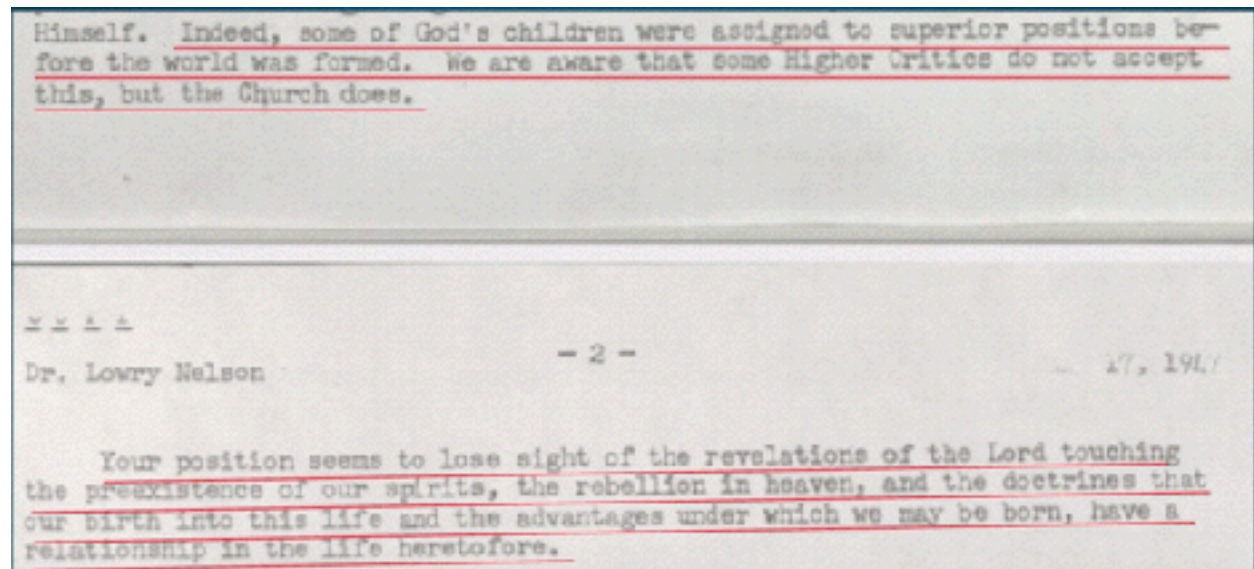 Himself. Indeed, some of God's children were assigned to superior positions be-
fore the world was formed. We are aware that some Higher Critics do not accept
this, but the Church does.
- 2 -
Dr. Lowry Nelson
17, 194
Your position seems to lose sight of the revelations of the Lord touching
the preexistence of our spirits, the rebellion in heaven, and the doctrines that
our birth into this life and the advantages under which we may be born, have a
relationship in the life heretofore.